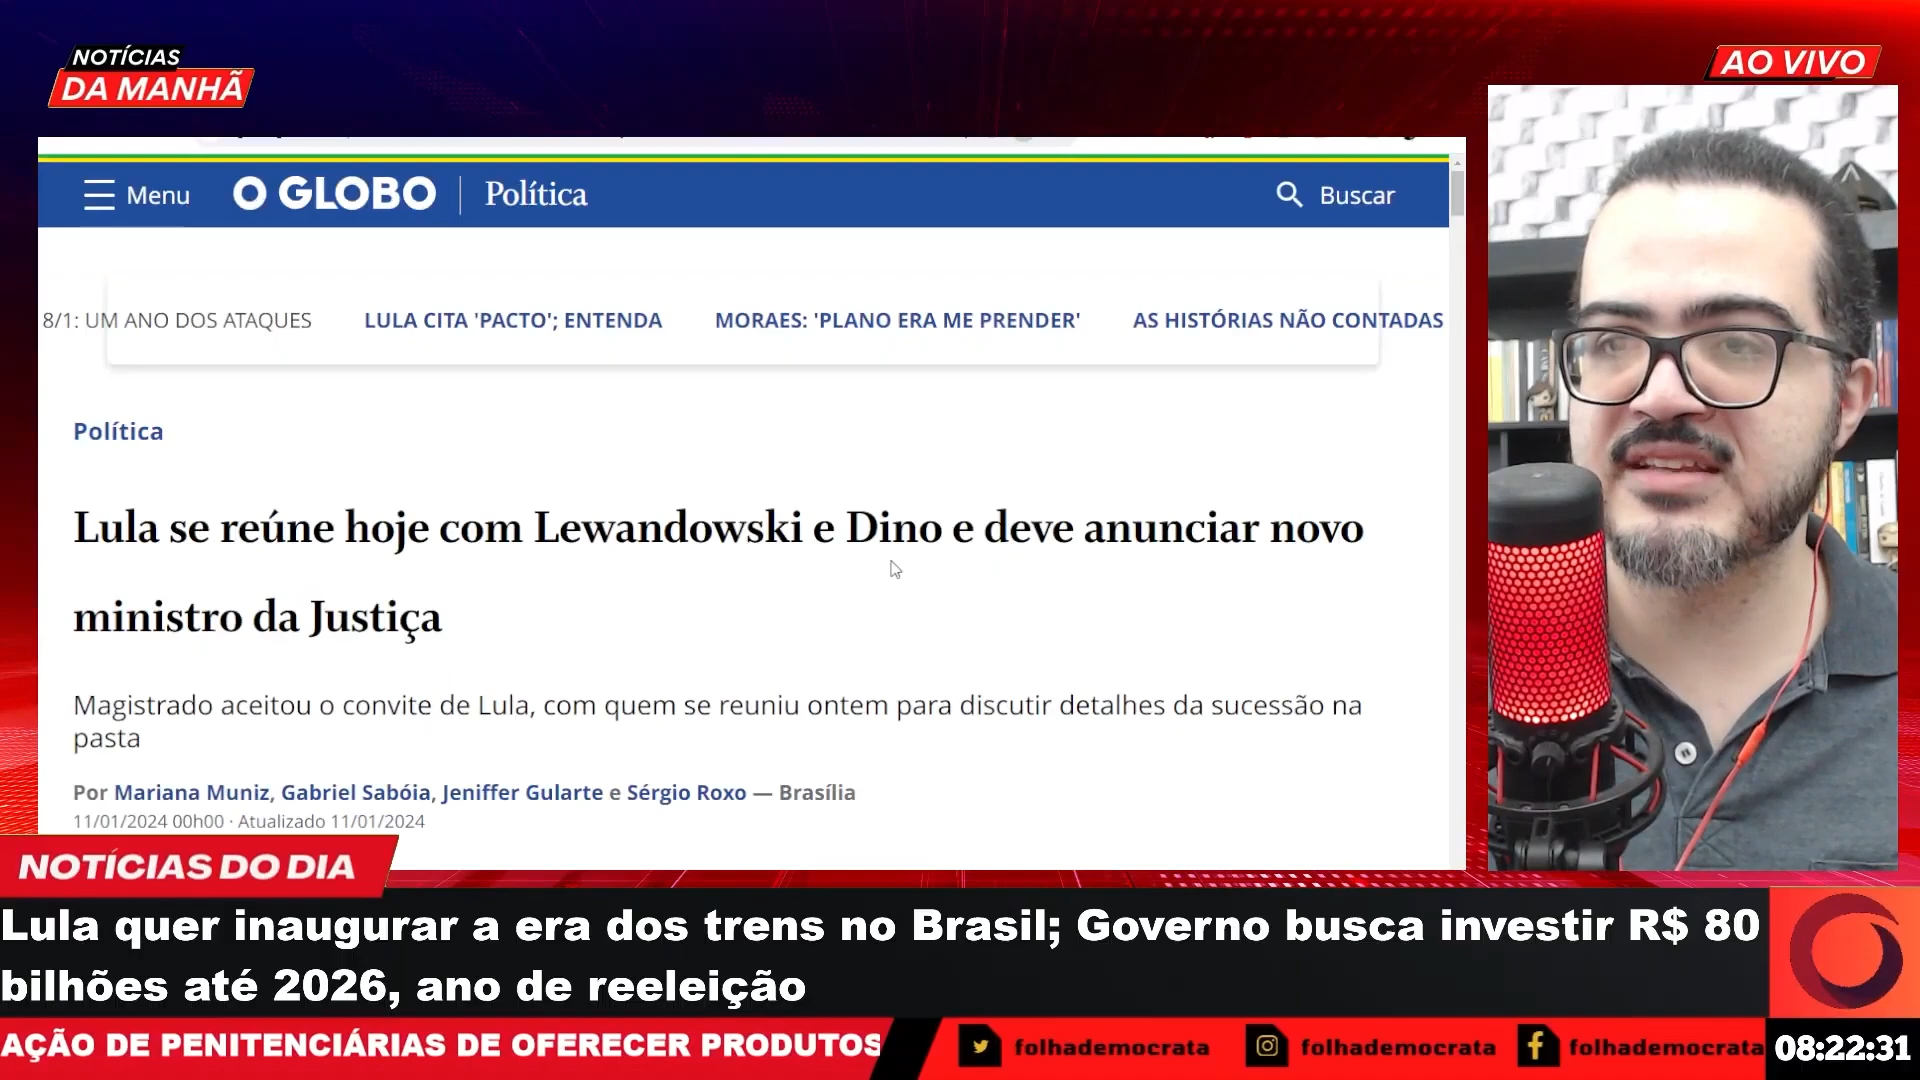 NOTÍCIAS
DA MANHÃ
AO VIVO
Menu
O GLOBO
Política
Buscar
8/1: UM ANO DOS ATAQUES
LULA CITA 'PACTO'; ENTENDA
MORAES: 'PLANO ERA ME PRENDER'
AS HISTÓRIAS NÃO CONTADAS
Política
Lula se reúne hoje com Lewandowski e Dino e deve anunciar novo
ministro da Justiça
Magistrado aceitou o convite de Lula, com quem se reuniu ontem para discutir detalhes da sucessão na
pasta
Por Mariana Muniz, Gabriel Sabóia, Jeniffer Gularte e Sérgio Roxo — Brasília
11/01/2024 00h00 · Atualizado 11/01/2024
NOTÍCIAS DO DIA
Lula quer inaugurar a era dos trens no Brasil; Governo busca investir R$ 80
bilhões até 2026, ano de reeleição
AÇÃO DE PENITENCIÁRIAS DE OFERECER PRODUTOS
folhademocrata
folhademocrata
folhademocrata
08:22:31